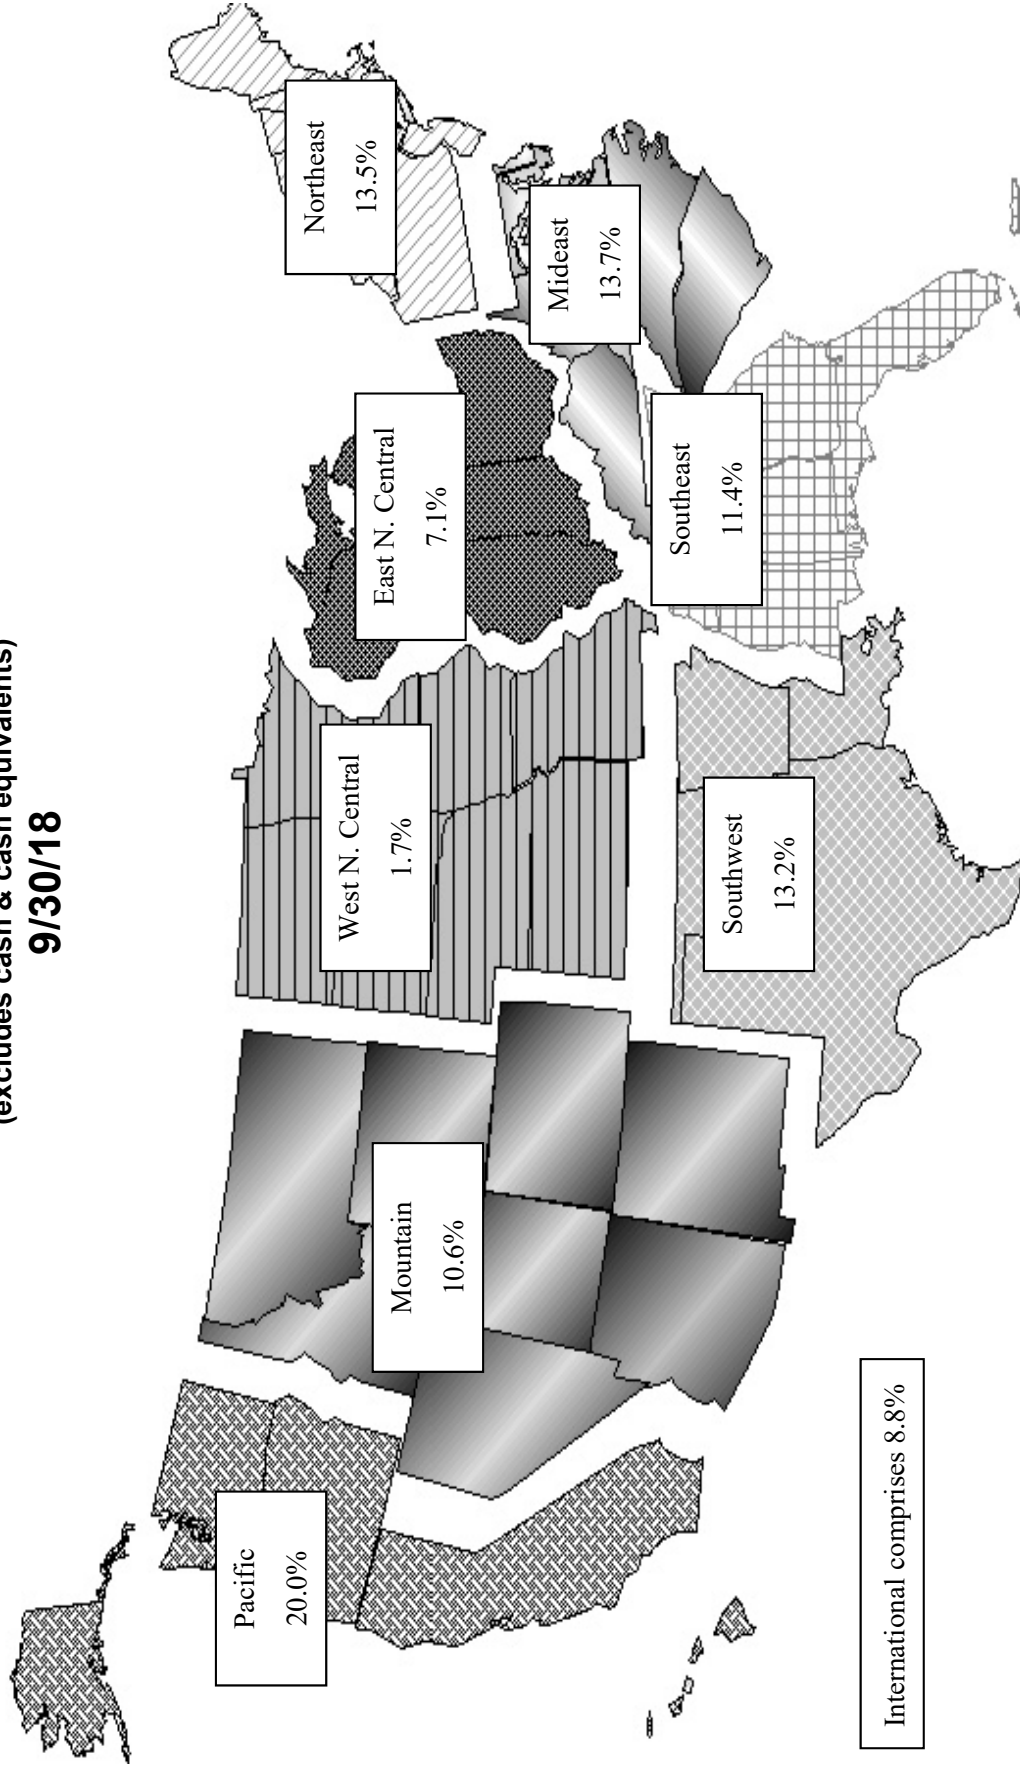 (excludes cash & cash equivalents)
9/30/18
Pacific
20.0%
Mountain
10.6%
West N. Central
1.7%
East N. Central
7.1%
Northeast
13.5%
Mideast
13.7%
Southeast
11.4%
Southwest
13.2%
International comprises 8.8%